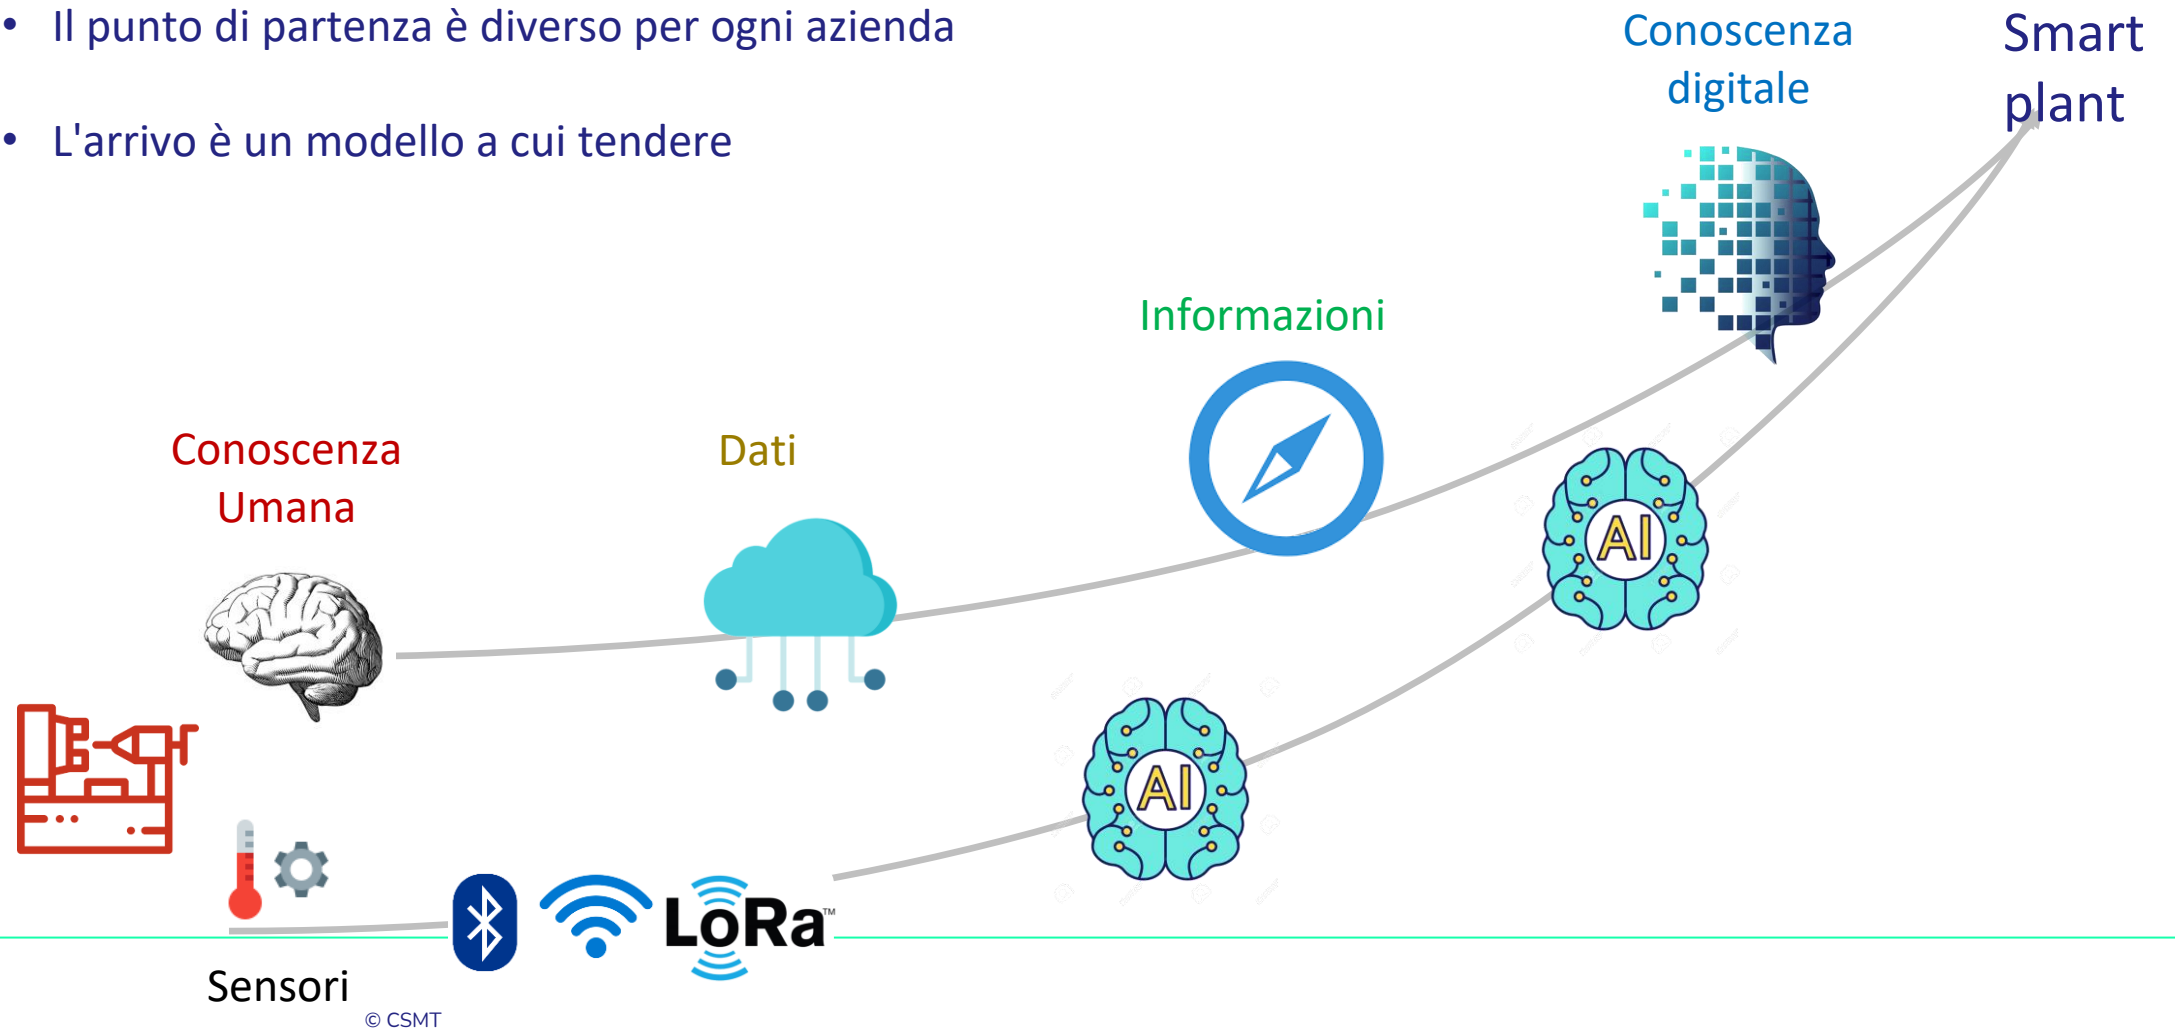 • Il punto di partenza è diverso per ogni azienda
• L'arrivo è un modello a cui tendere
Conoscenza
digitale
Smart
plant
Informazioni
Conoscenza
Umana
Dati
AI
AI
LoRa™
Sensori
© CSMT